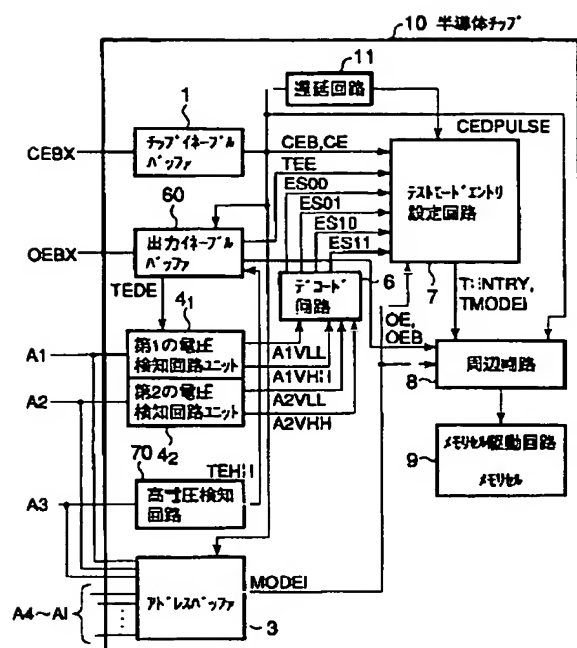 10 半導体チップ
11
遅延回路
1
チップイネーブル
バッファ
CEBX
CEB,CE
CEDPULSE
TEE
ES00
ES01
ES10
ES11
テストモードエントリ
設定回路
7
60
OEBX
出力イネーブル
バッファ
TEDE
デコード
回路
6
OE,
OEB
TENTRY,
TMODEI
4₁
A1
第1の電圧
検知回路ユニット
A1VLL
A1VHH
A2
第2の電圧
検知回路ユニット
A2VLL
A2VHH
4₂
周辺回路
8
70
TEHH
A3
高電圧検知
回路
メモリセル駆動回路
メモリセル
9
MODEI
アドレスバッファ
3
A4〜AI